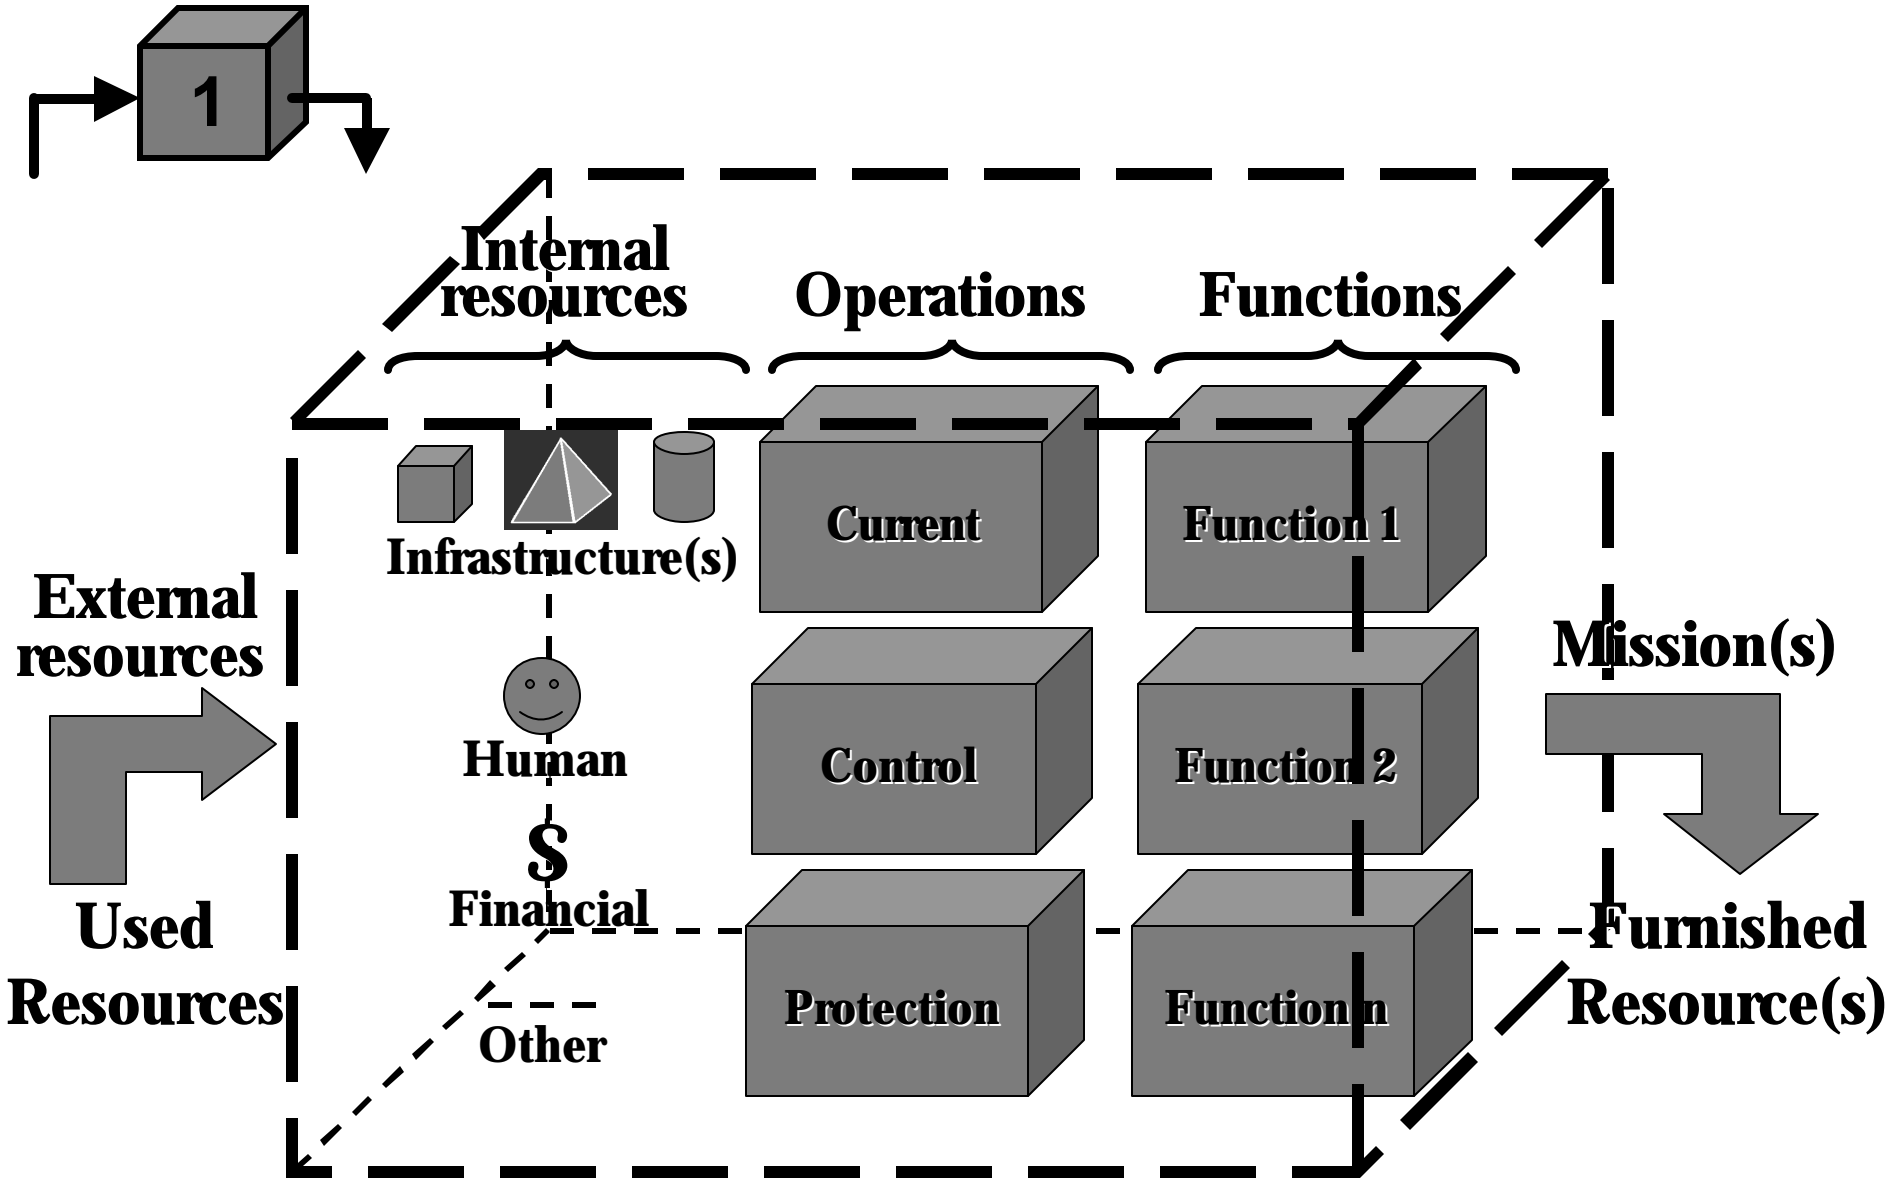 1
Internal
resources
Operations
Functions
Current
Function 1
Infrastructure(s)
External
resources
Mission(s)
Human
Control
Function 2
$
Financial
Used
Resources
Furnished
Resource(s)
Protection
Function n
Other